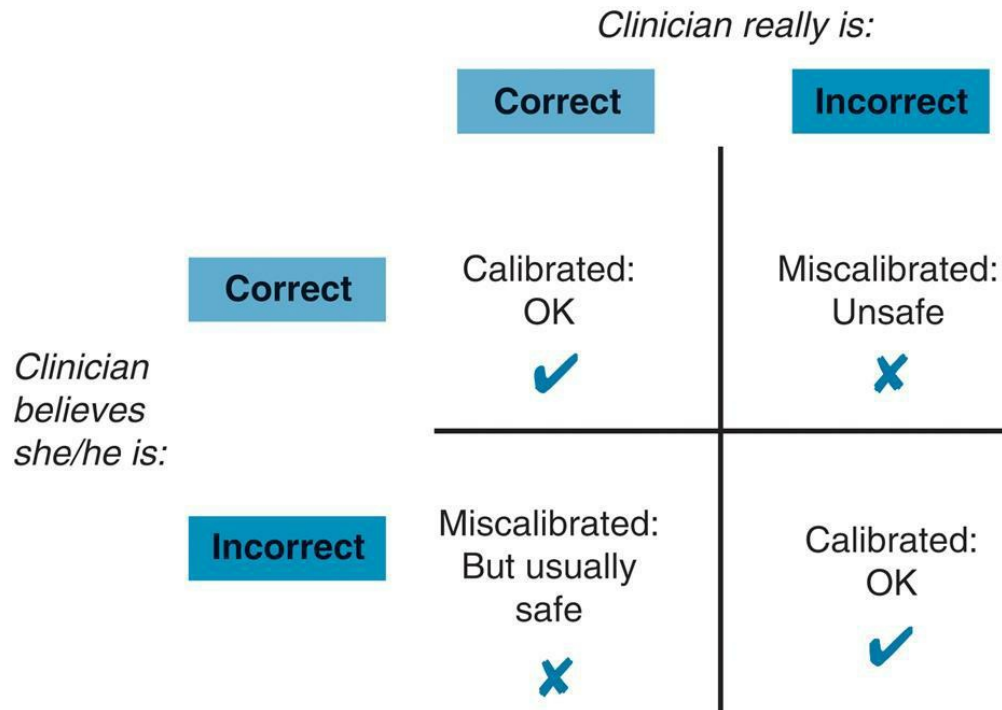 Clinician really is:
Correct
Incorrect
Correct
Calibrated:
OK
✔
Miscalibrated:
Unsafe
✘
Clinician
believes
she/he is:
Incorrect
Miscalibrated:
But usually
safe
✘
Calibrated:
OK
✔